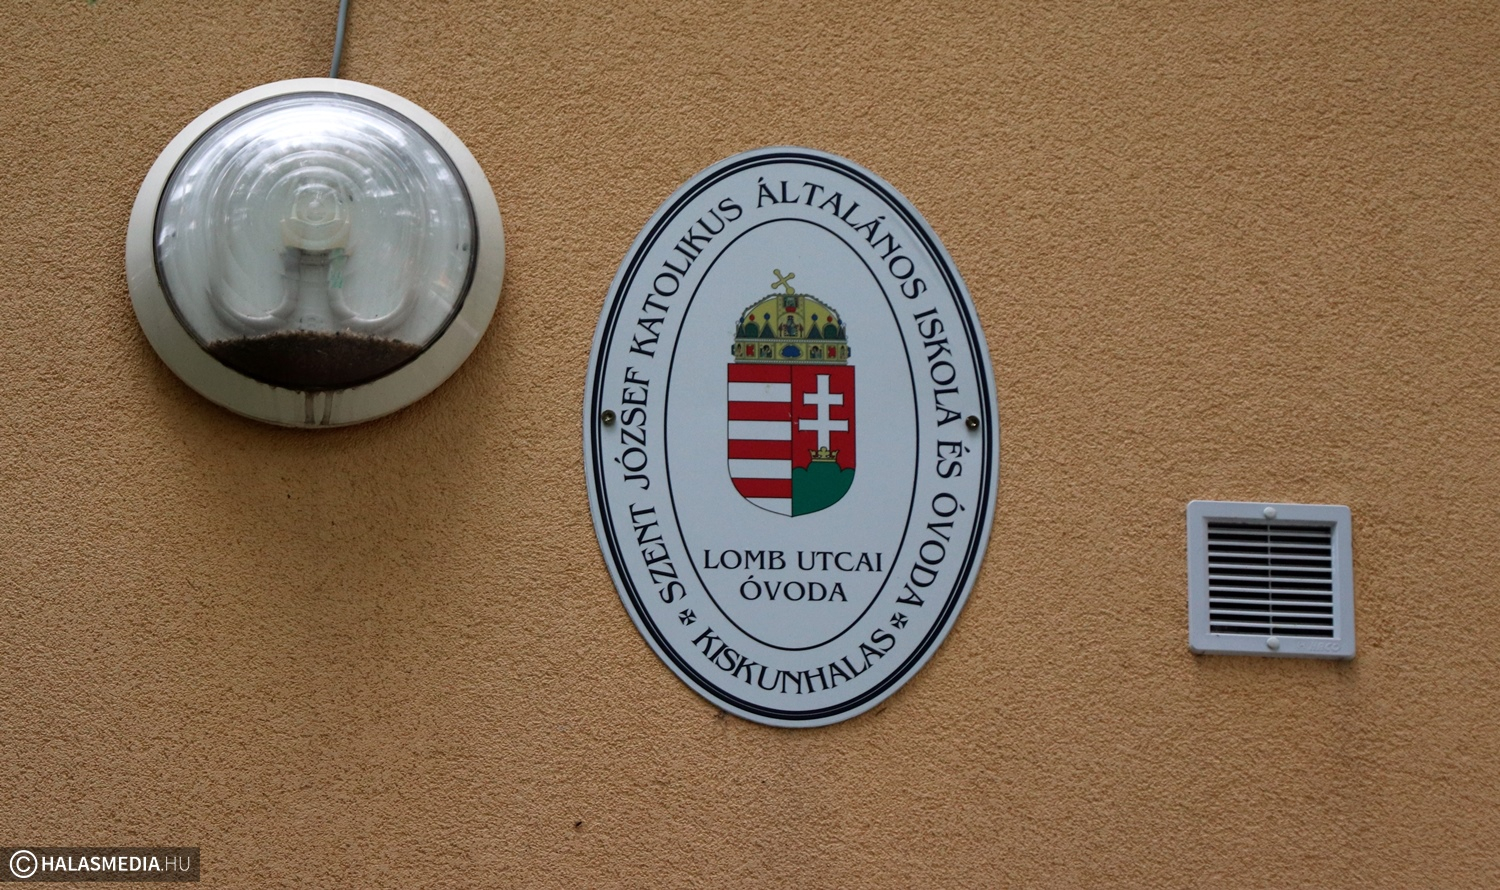 SZENT JÓZSEF KATOLIKUS ÁLTALÁNOS ISKOLA ÉS ÓVODA
LOMB UTCAI
ÓVODA
KISKUNHALAS
© HALASMEDIA.HU